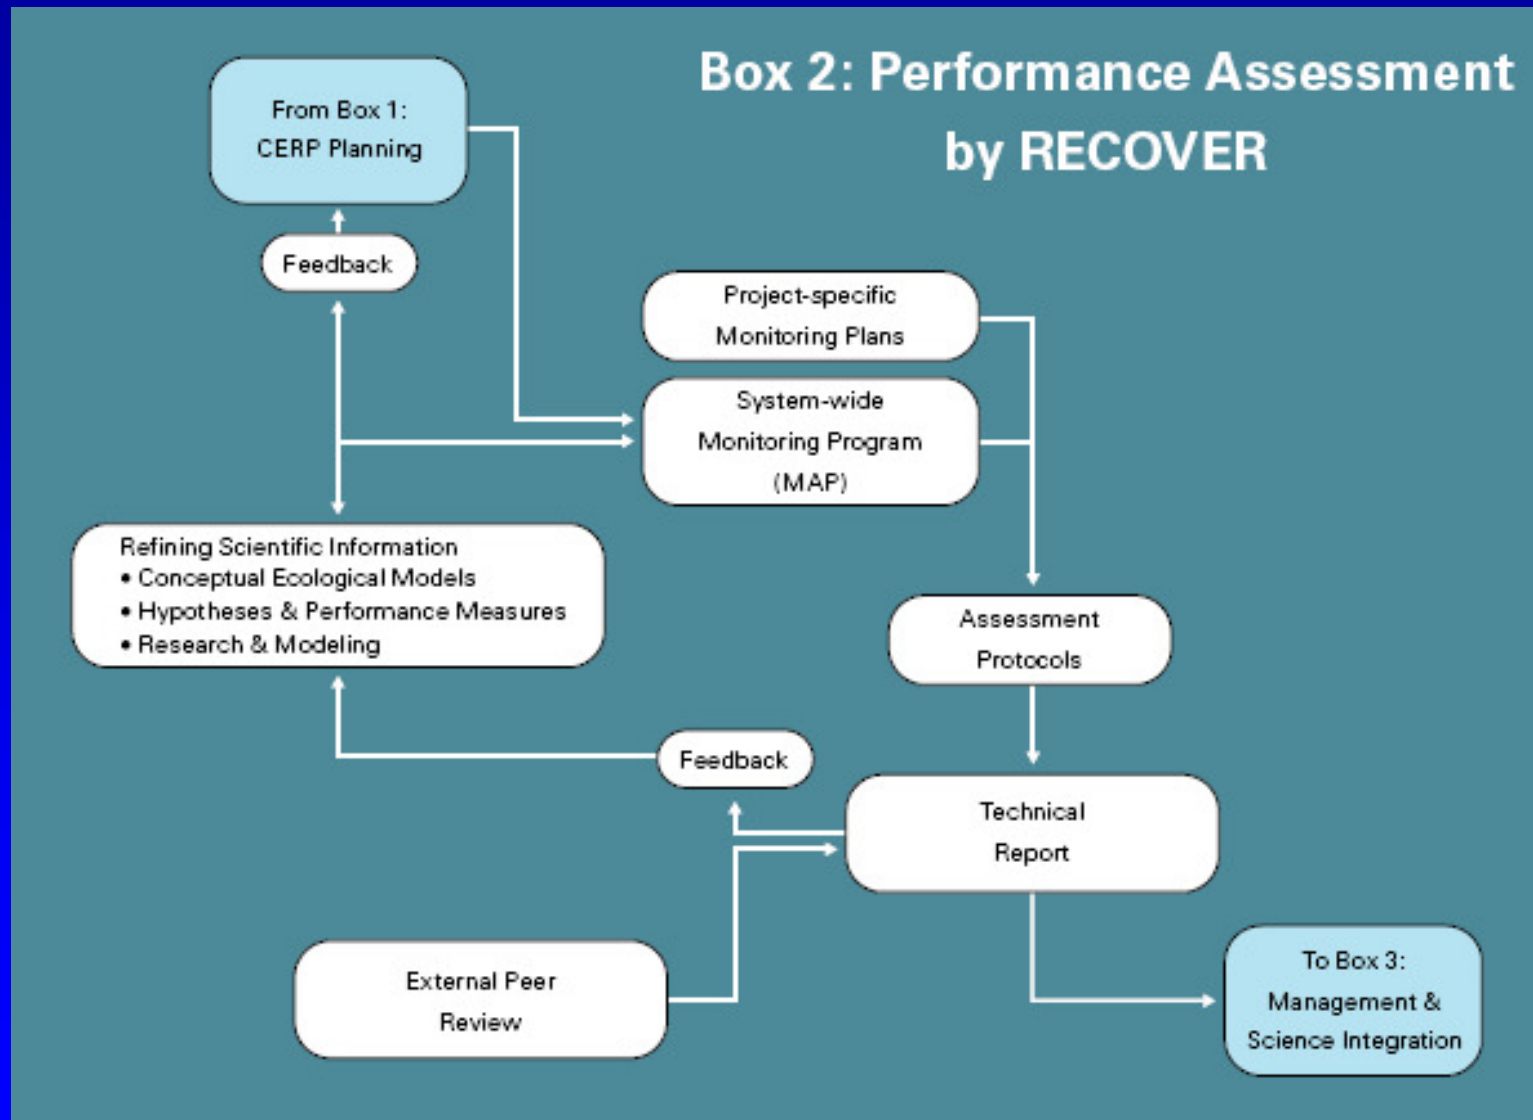 Box 2: Performance Assessment
by RECOVER
From Box 1:
CERP Planning
Feedback
Project-specific
Monitoring Plans
System-wide
Monitoring Program
(MAP)
Refining Scientific Information
• Conceptual Ecological Models
• Hypotheses & Performance Measures
• Research & Modeling
Assessment
Protocols
Feedback
Technical
Report
External Peer
Review
To Box 3:
Management &
Science Integration